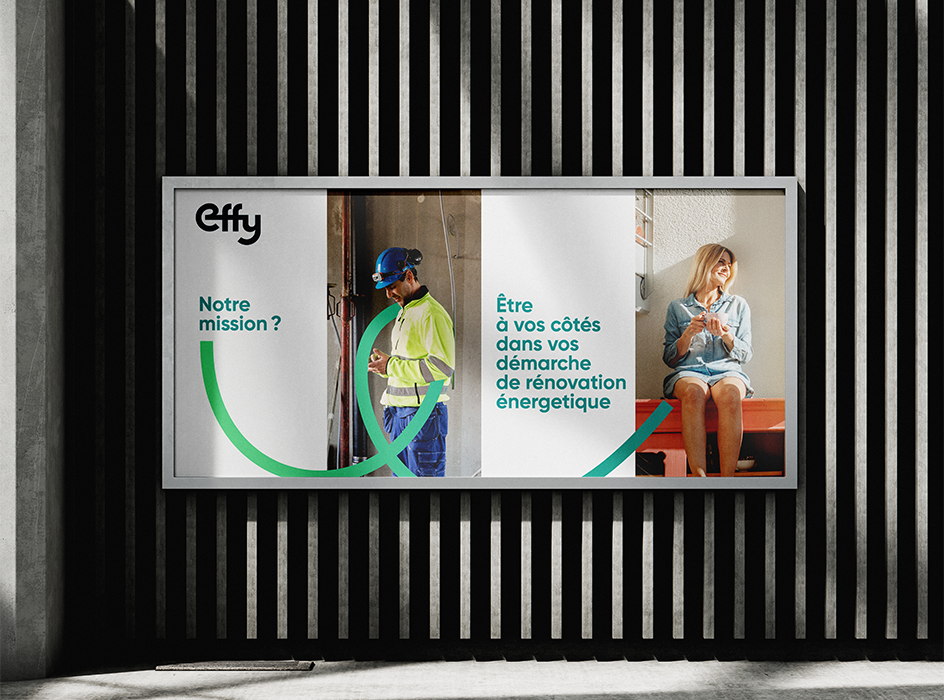 effy
Notre
mission ?
Être
à vos côtés
dans vos
démarche
de rénovation
énergetique